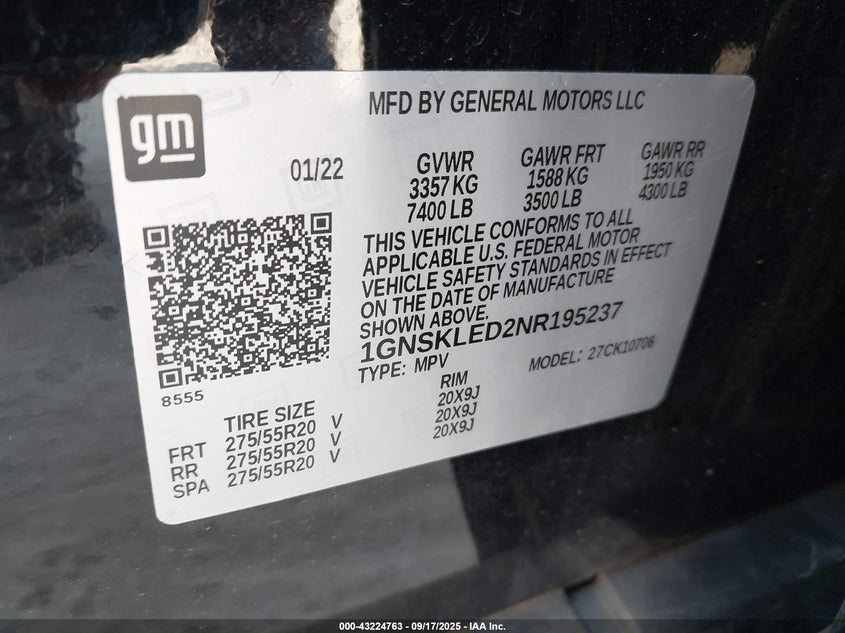 gm
MFD BY GENERAL MOTORS LLC
01/22
GVWR
3357 KG
7400 LB
GAWR FRT
1588 KG
3500 LB
GAWR RR
1950 KG
4300 LB
THIS VEHICLE CONFORMS TO ALL
APPLICABLE U.S. FEDERAL MOTOR
VEHICLE SAFETY STANDARDS IN EFFECT
ON THE DATE OF MANUFACTURE
SHOWN ABOVE.
1GNSKLED2NR195237
TYPE: MPV
MODEL: 27CK10706
8555
TIRE SIZE
RIM
FRT 275/55R20 V 20X9J
RR 275/55R20 V 20X9J
SPA 275/55R20 V 20X9J
000-43224763 - 09/17/2025 - IAA Inc.